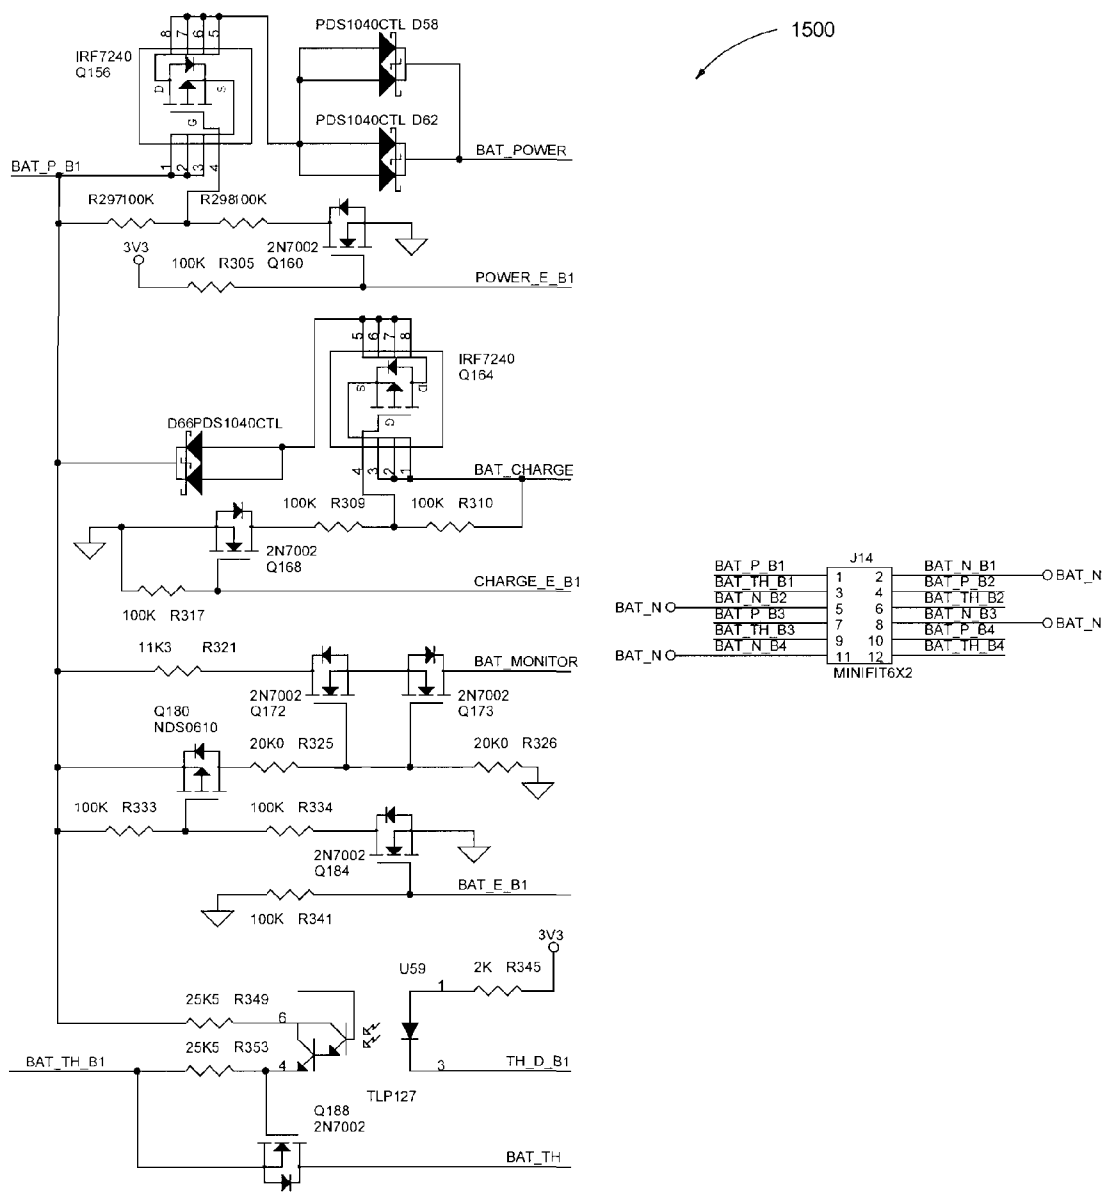 PDS1040CTL D58
1500
8 7 6 5
IRF7240
Q156
D S
G
PDS1040CTL D62
BAT_POWER
BAT_P_B1
1 2 3 4
R297100K
R298100K
3V3
2N7002
Q160
100K R305
POWER_E_B1
5 6 7 8
IRF7240
Q164
S D
G
D66PDS1040CTL
4 3 2 1
BAT_CHARGE
100K R309
100K R310
2N7002
Q168
CHARGE_E_B1
100K R317
J14
BAT_P_B1 1 2 BAT_N_B1 BAT_N
BAT_TH_B1 3 4 BAT_P_B2
BAT_N BAT_N_B2 5 6 BAT_TH_B2
BAT_P_B3 7 8 BAT_N_B3 BAT_N
BAT_TH_B3 9 10 BAT_P_B4
BAT_N BAT_N_B4 11 12 BAT_TH_B4
MINIFIT6X2
11K3 R321
BAT_MONITOR
2N7002
Q172
2N7002
Q173
Q180
NDS0610
20K0 R325
20K0 R326
100K R333
100K R334
2N7002
Q184
BAT_E_B1
100K R341
3V3
U59
2K R345
1
25K5 R349
6
25K5 R353
4
BAT_TH_B1
3
TH_D_B1
TLP127
Q188
2N7002
BAT_TH